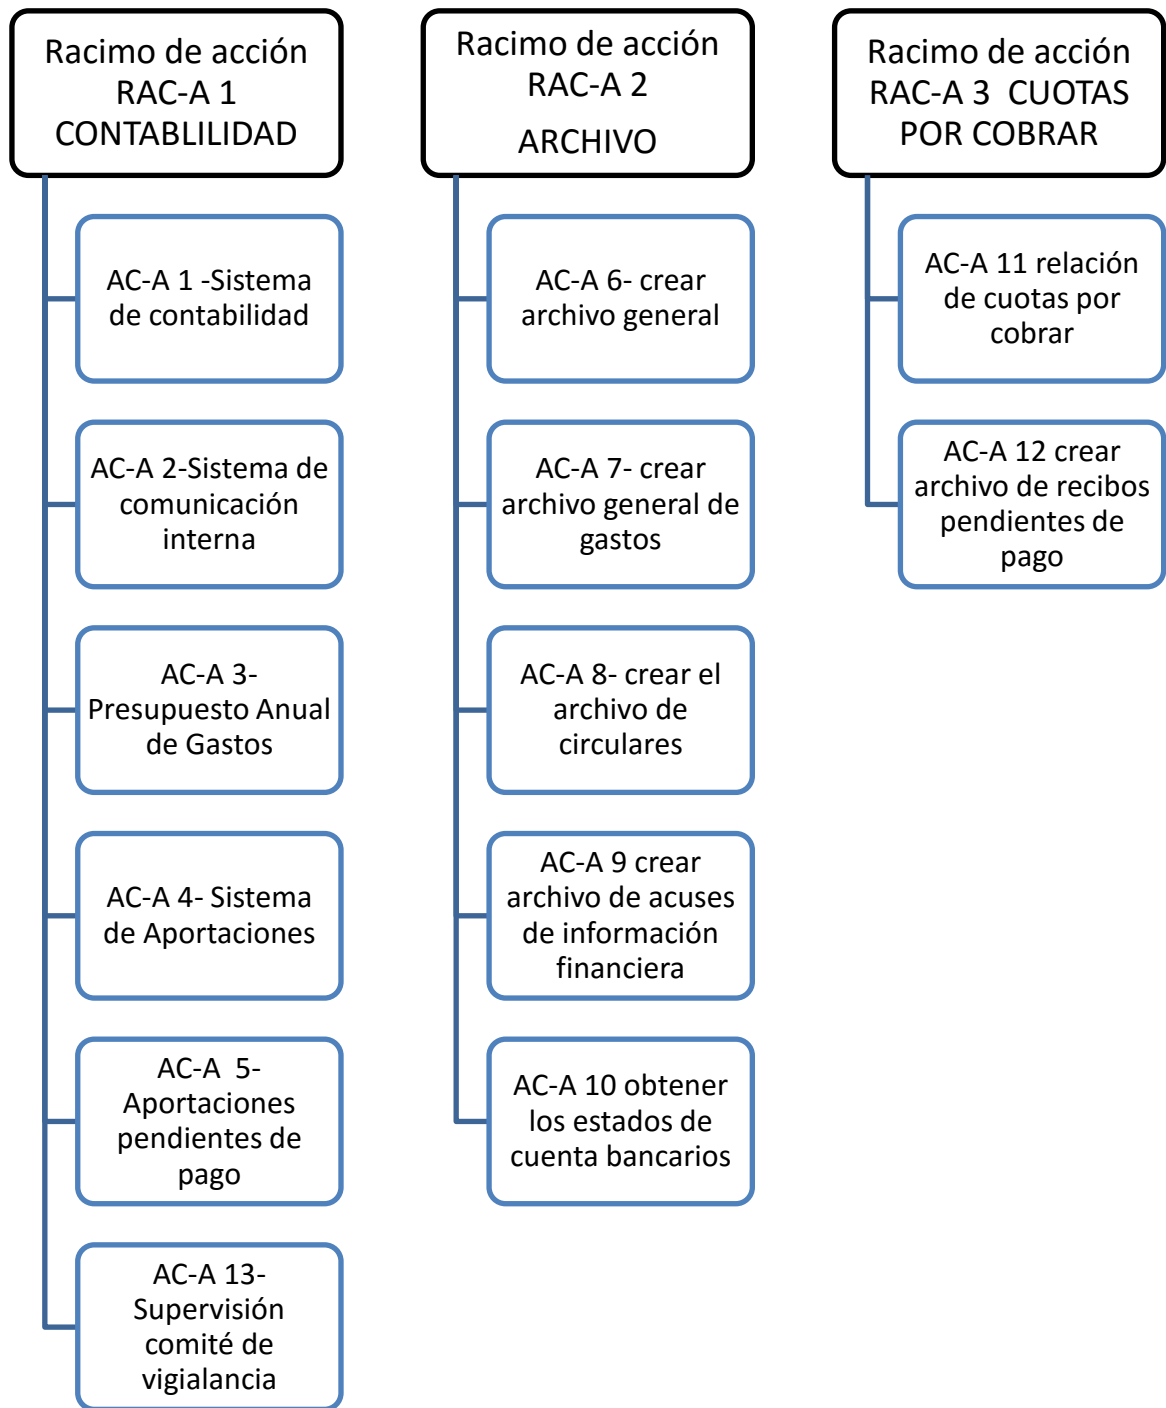 Racimo de acción
RAC-A 1
CONTABLILIDAD
AC-A 1 -Sistema
de contabilidad
AC-A 2-Sistema de
comunicación
interna
AC-A 3-
Presupuesto Anual
de Gastos
AC-A 4- Sistema
de Aportaciones
AC-A  5-
Aportaciones
pendientes de
pago
AC-A 13-
Supervisión
comité de
vigialancia
Racimo de acción
RAC-A 2
ARCHIVO
AC-A 6- crear
archivo general
AC-A 7- crear
archivo general de
gastos
AC-A 8- crear el
archivo de
circulares
AC-A 9 crear
archivo de acuses
de información
financiera
AC-A 10 obtener
los estados de
cuenta bancarios
Racimo de acción
RAC-A 3  CUOTAS
POR COBRAR
AC-A 11 relación
de cuotas por
cobrar
AC-A 12 crear
archivo de recibos
pendientes de
pago